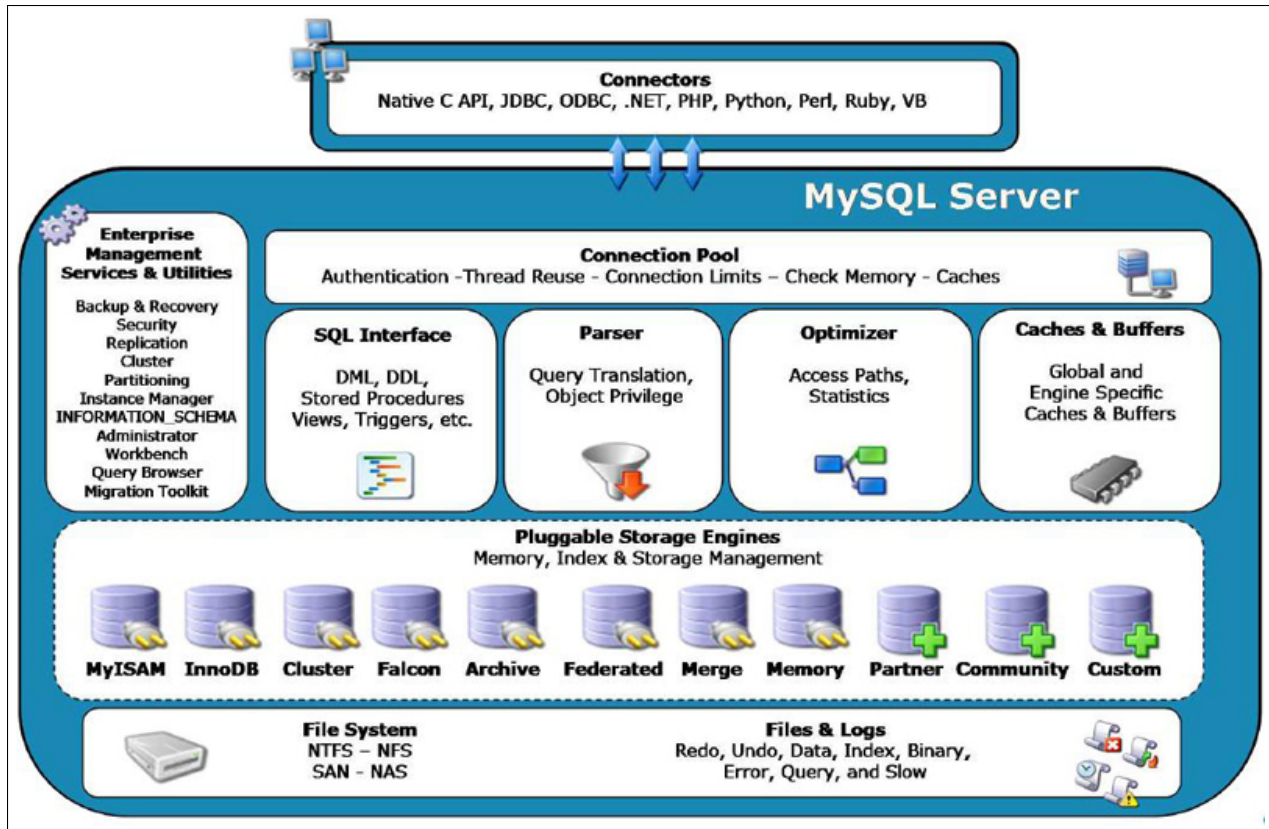 Connectors
Native C API, JDBC, ODBC, .NET, PHP, Python, Perl, Ruby, VB
MySQL Server
Enterprise
Management
Services & Utilities
Backup & Recovery
Security
Replication
Cluster
Partitioning
Instance Manager
INFORMATION_SCHEMA
Administrator
Workbench
Query Browser
Migration Toolkit
Connection Pool
Authentication -Thread Reuse - Connection Limits – Check Memory - Caches
SQL Interface
DML, DDL,
Stored Procedures
Views, Triggers, etc.
Parser
Query Translation,
Object Privilege
Optimizer
Access Paths,
Statistics
Caches & Buffers
Global and
Engine Specific
Caches & Buffers
Pluggable Storage Engines
Memory, Index & Storage Management
MyISAM
InnoDB
Cluster
Falcon
Archive
Federated
Merge
Memory
Partner
Community
Custom
File System
NTFS – NFS
SAN - NAS
Files & Logs
Redo, Undo, Data, Index, Binary,
Error, Query, and Slow